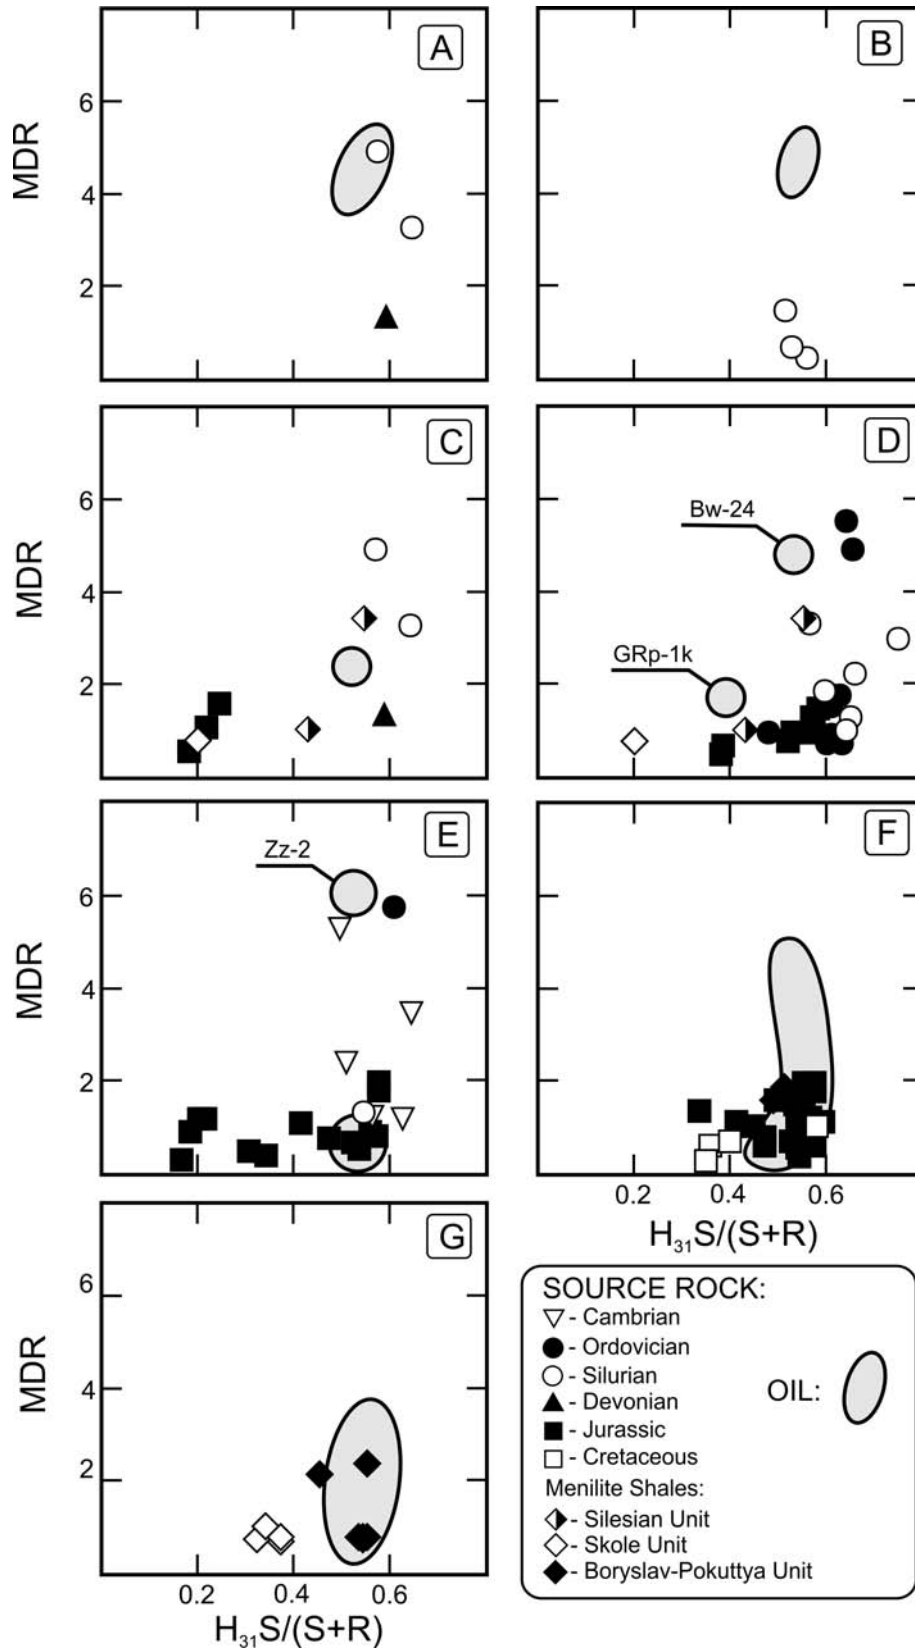 A
B
6
4
2
MDR
C
D
6
4
2
MDR
Bw-24
GRp-1k
E
F
6
4
2
MDR
Zz-2
0.2 0.4 0.6
H₃₁S/(S+R)
G
6
4
2
MDR
0.2 0.4 0.6
H₃₁S/(S+R)
SOURCE ROCK:
- Cambrian
- Ordovician
- Silurian
- Devonian
- Jurassic
- Cretaceous
OIL:
Menilite Shales:
- Silesian Unit
- Skole Unit
- Boryslav-Pokuttya Unit